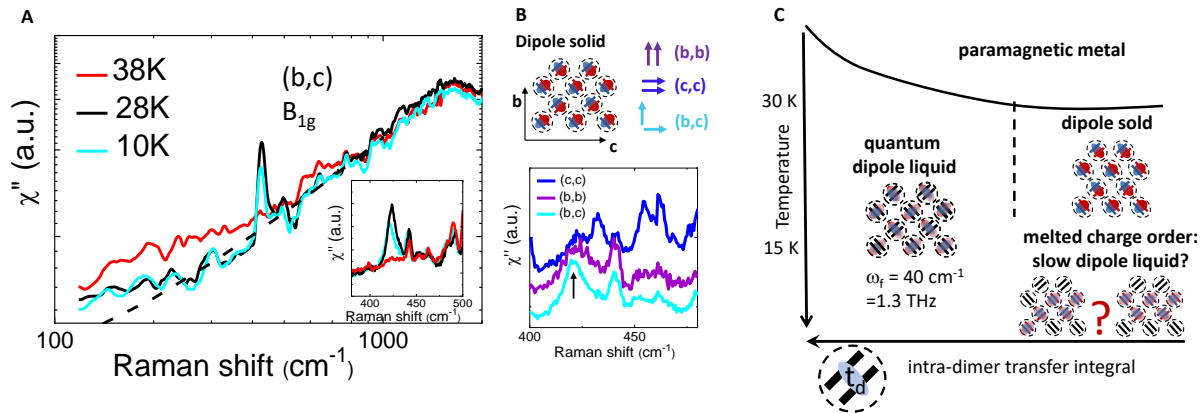 A
38K
28K
10K
(b,c)
B1g
χ'' (a.u.)
120
1000
Raman shift (cm-1)
χ'' (a.u.)
400
450
500
Raman shift (cm-1)
B
Dipole solid
b
c
(b,b)
(c,c)
(b,c)
(c,c)
(b,b)
(b,c)
χ'' (a.u.)
400
450
Raman shift (cm-1)
C
paramagnetic metal
30 K
Temperature
15 K
quantum
dipole liquid
ωf = 40 cm-1
=1.3 THz
dipole sold
melted charge order:
slow dipole liquid?
?
intra-dimer transfer integral
td